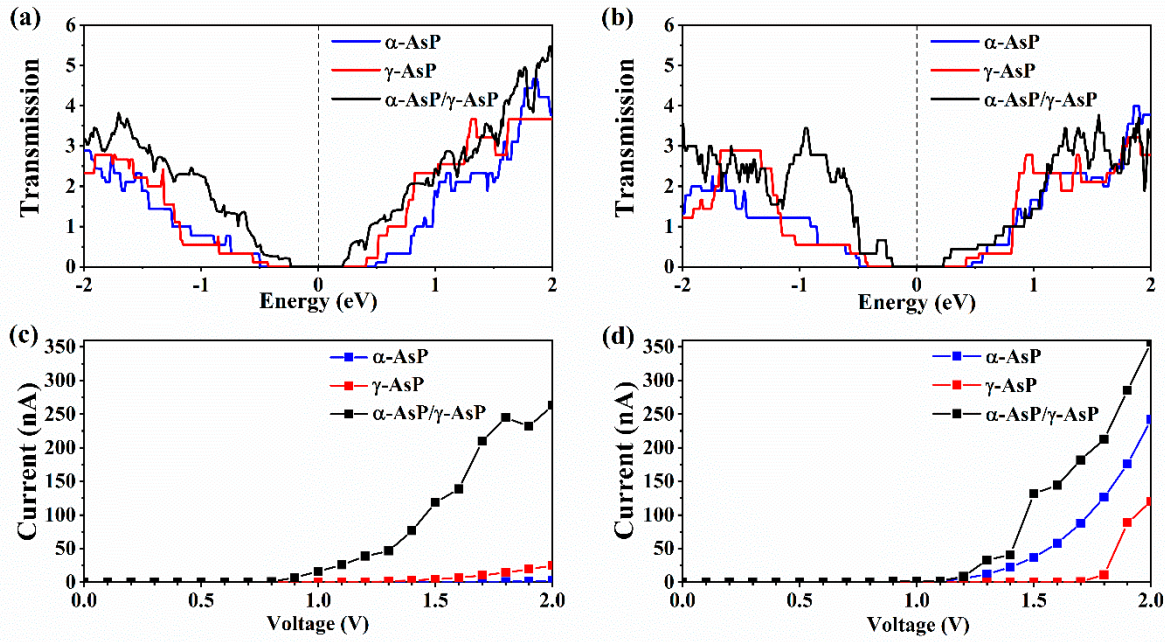 (a)
6
5
4
3
2
1
0
Transmission
α-AsP
γ-AsP
α-AsP/γ-AsP
-2 -1 0 1 2
Energy (eV)
(b)
6
5
4
3
2
1
0
Transmission
α-AsP
γ-AsP
α-AsP/γ-AsP
-2 -1 0 1 2
Energy (eV)
(c)
350
300
250
200
150
100
50
0
Current (nA)
α-AsP
γ-AsP
α-AsP/γ-AsP
0.0 0.5 1.0 1.5 2.0
Voltage (V)
(d)
350
300
250
200
150
100
50
0
Current (nA)
α-AsP
γ-AsP
α-AsP/γ-AsP
0.0 0.5 1.0 1.5 2.0
Voltage (V)